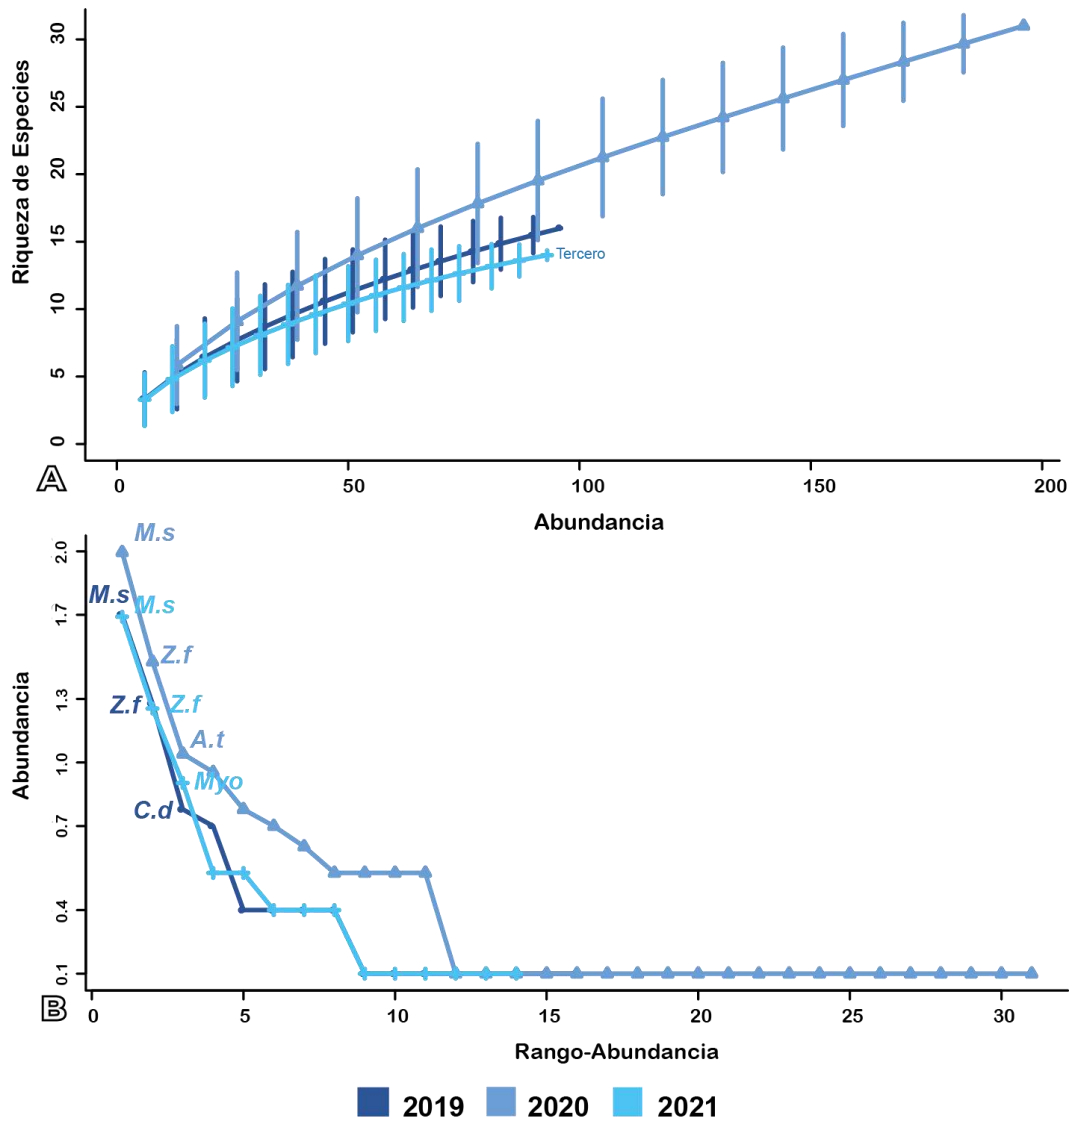 Riqueza de Especies
30
25
20
15
10
5
0
Tercero
A
0 50 100 150 200
Abundancia
Abundancia
2.0
1.7
1.3
1.0
0.7
0.4
0.1
M.s
M.s M.s
Z.f
Z.f Z.f
A.t
Myo
C.d
B
0 5 10 15 20 25 30
Rango-Abundancia
2019 2020 2021